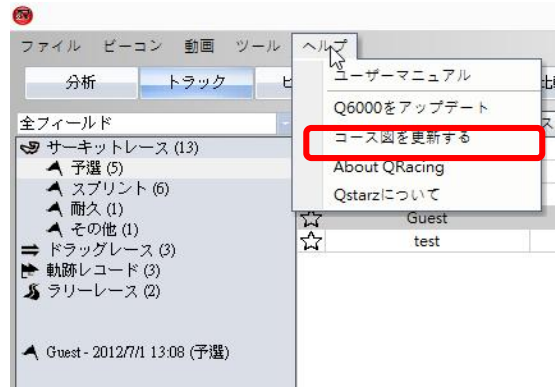 ファイル ビーコン 動画 ツール ヘルプ
分析 トラック
ユーザーマニュアル
Q6000をアップデート
コース図を更新する
About QRacing
Qstarzについて
全フィールド
サーキットレース (13)
予選 (5)
スプリント (6)
耐久 (1)
その他 (1)
ドラッグレース (3)
軌跡レコード (3)
ラリーレース (2)
Guest
test
Guest - 2012/7/1 13:08 (予選)